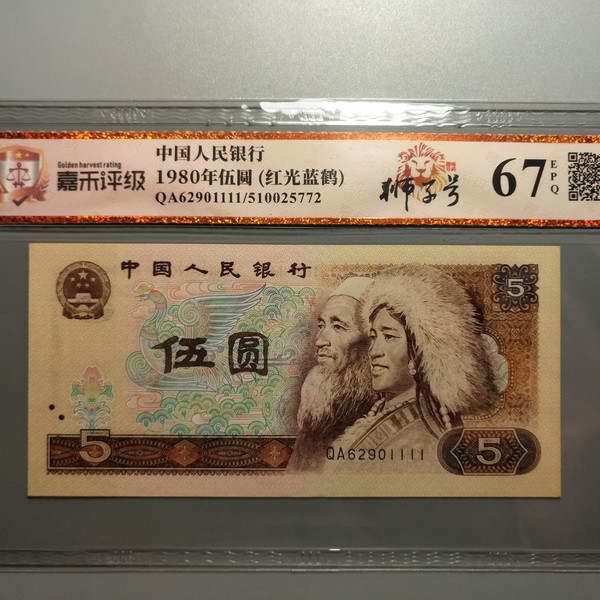 Golden harvest rating
嘉禾评级
中国人民银行
1980年伍圆 (红光蓝鹤)
QA62901111/510025772
狮子号
67
EPQ
中国人民银行
5
伍圆
5
QA62901111
5